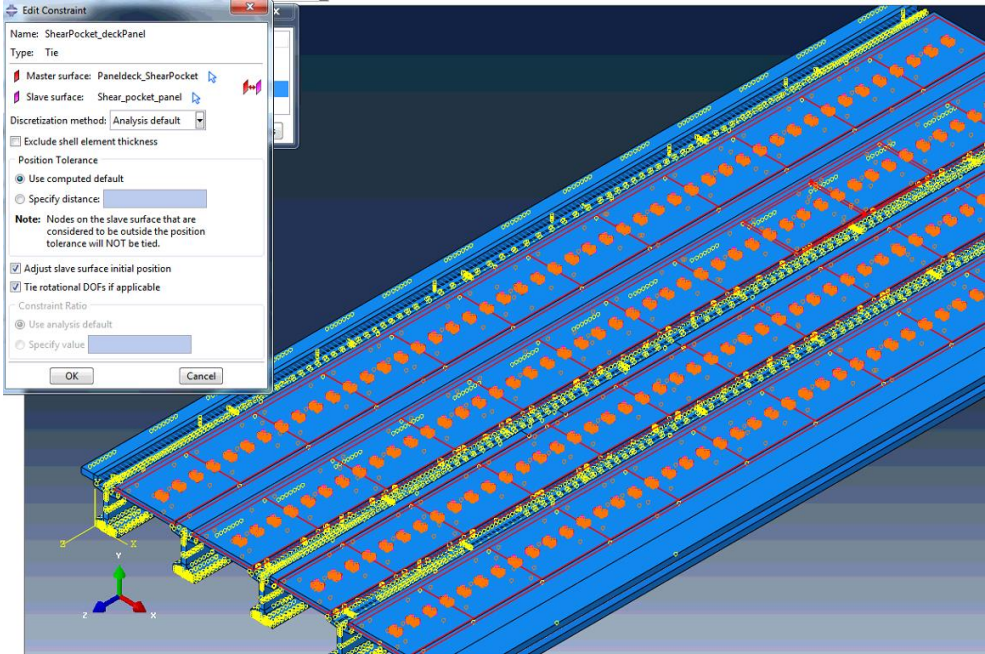 Edit Constraint
Name: ShearPocket_deckPanel
Type: Tie
Master surface: Paneldeck_ShearPocket
Slave surface: Shear_pocket_panel
Discretization method: Analysis default
Exclude shell element thickness
Position Tolerance
Use computed default
Specify distance:
Note: Nodes on the slave surface that are
considered to be outside the position
tolerance will NOT be tied.
Adjust slave surface initial position
Tie rotational DOFs if applicable
Constraint Ratio
Use analysis default
Specify value
OK Cancel
Z X
Y
Z X